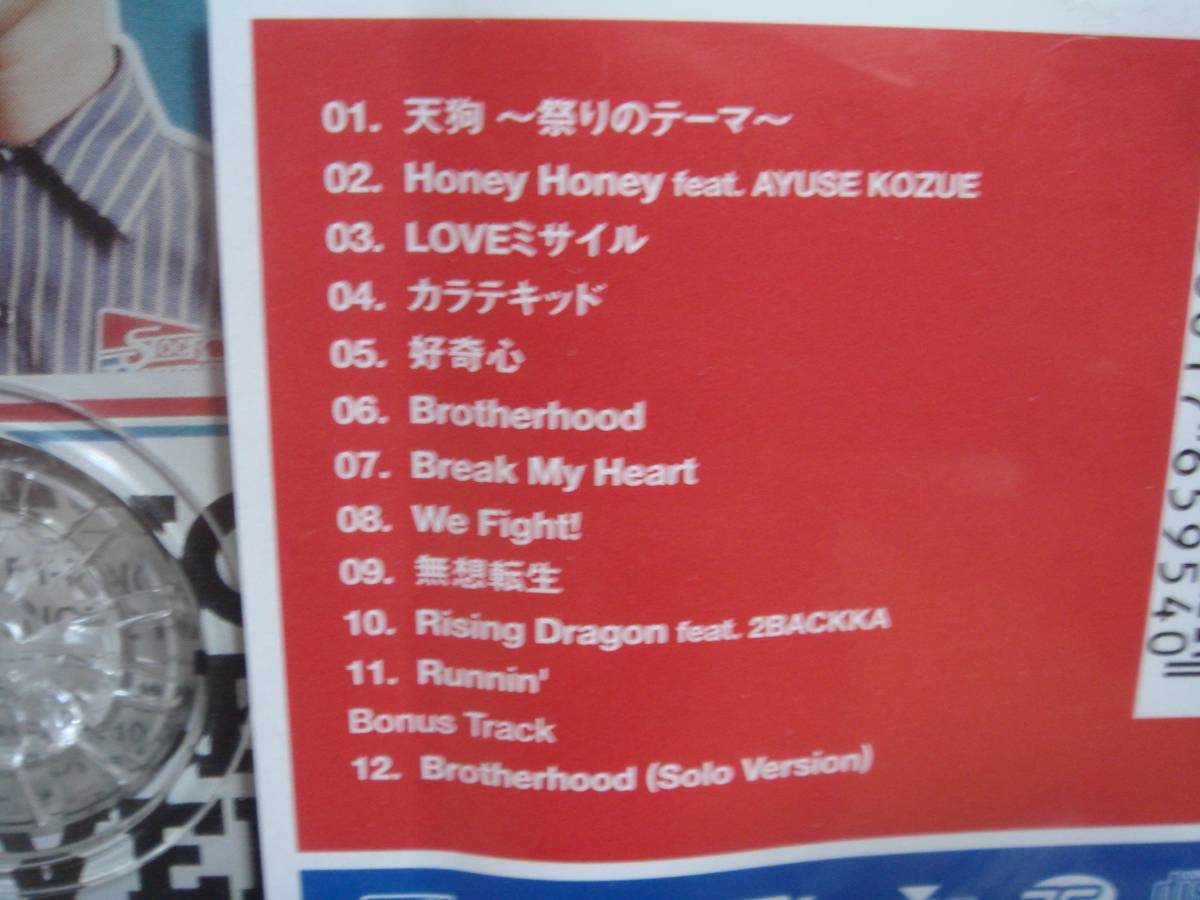 01. 天狗 ～祭りのテーマ～
02. Honey Honey feat. AYUSE KOZUE
03. LOVEミサイル
04. カラテキッド
05. 好奇心
06. Brotherhood
07. Break My Heart
08. We Fight!
09. 無想転生
10. Rising Dragon feat. 2BACKKA
11. Runnin'
Bonus Track
12. Brotherhood (Solo Version)